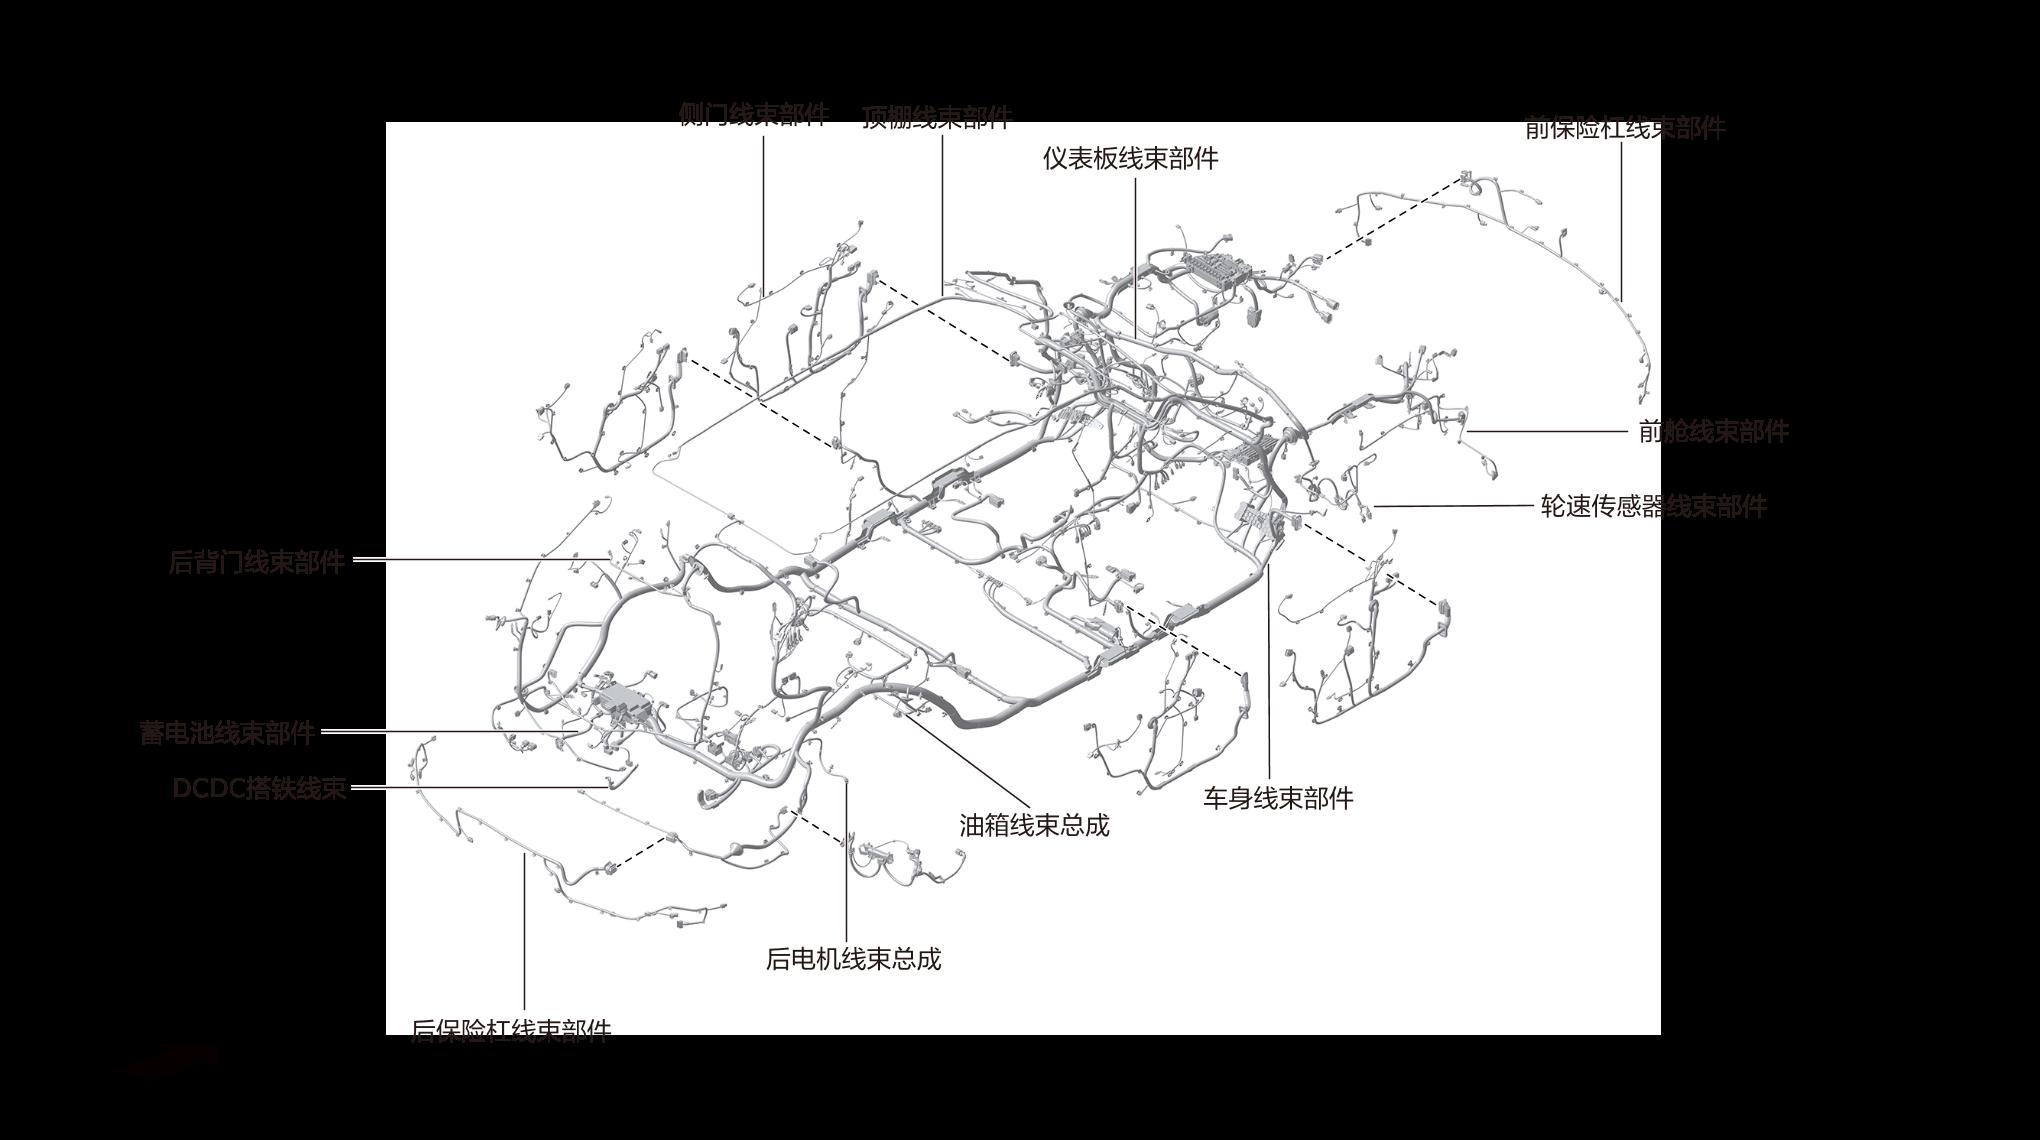 侧门线束部件
顶棚线束部件
前保险杠线束部件
仪表板线束部件
前舱线束部件
轮速传感器线束部件
后背门线束部件
蓄电池线束部件
DCDC搭铁线束
车身线束部件
油箱线束总成
后电机线束总成
后保险杠线束部件